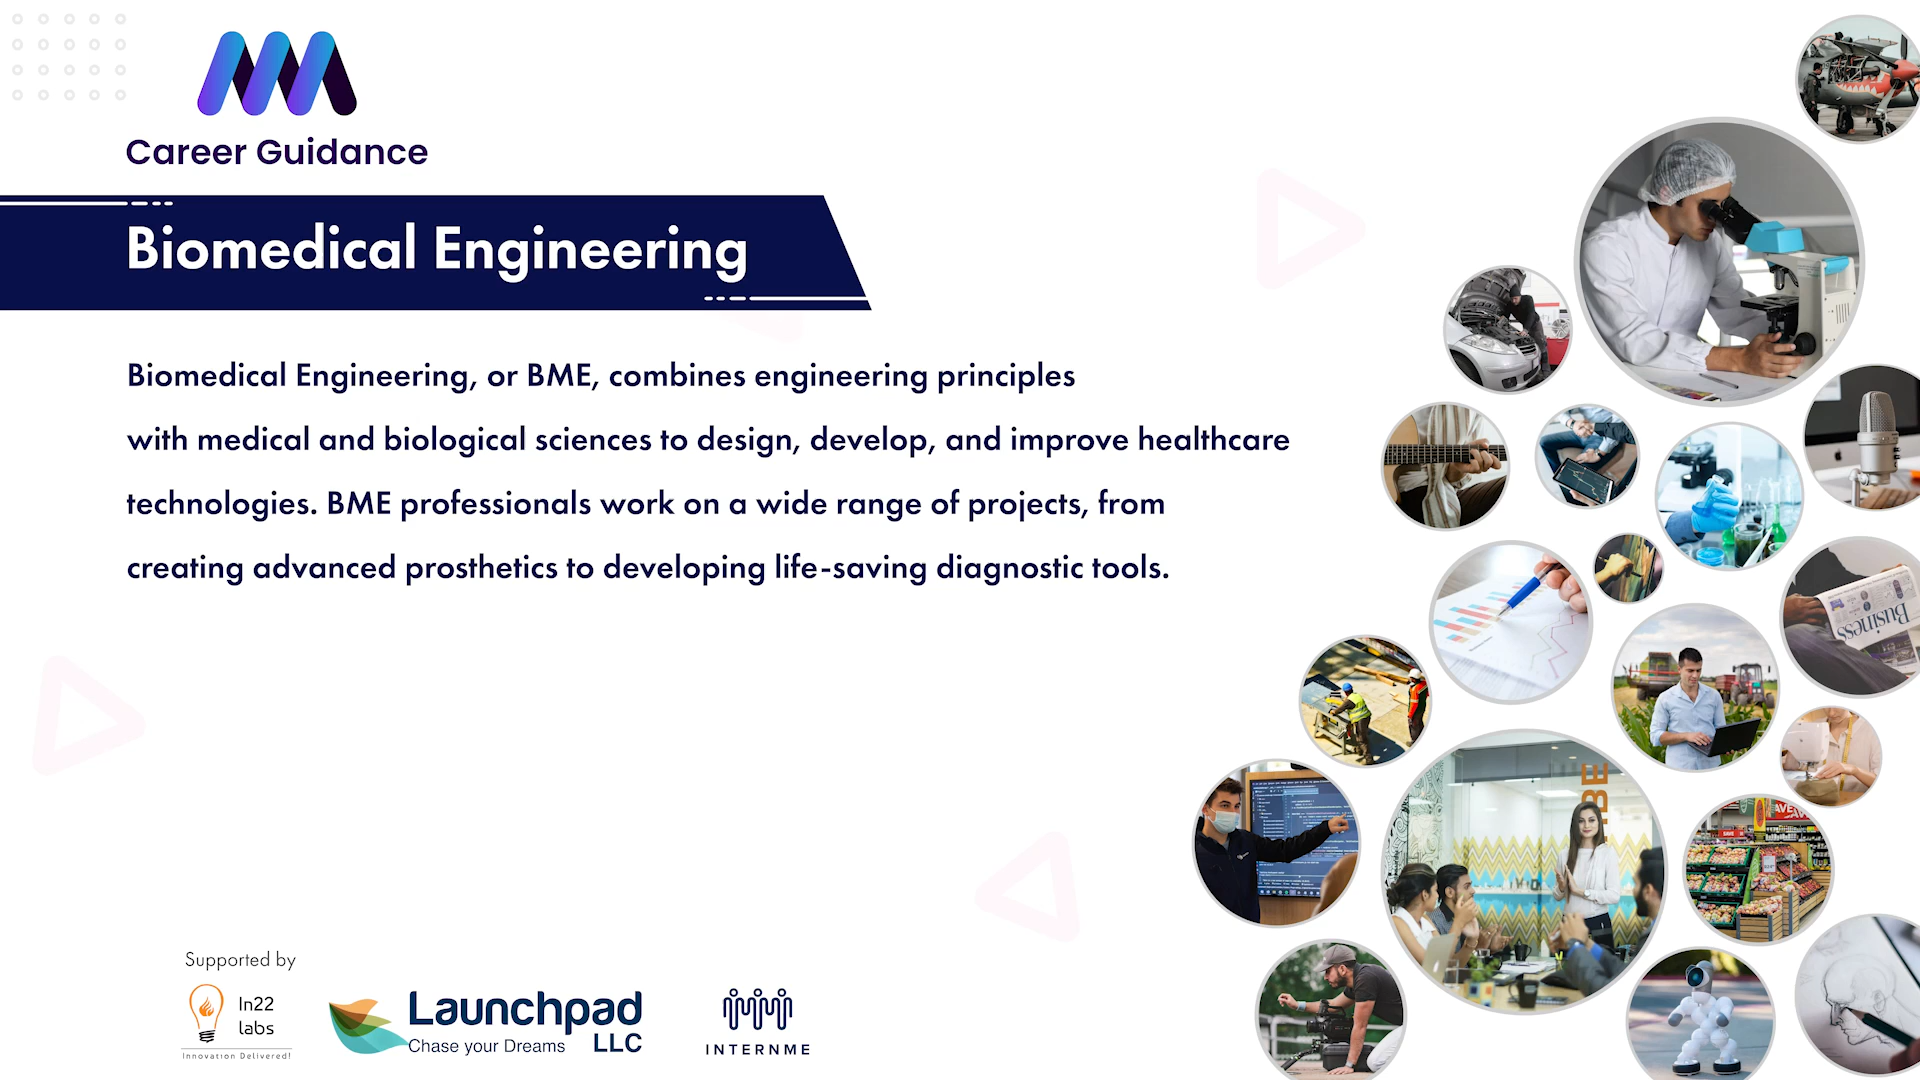 Career Guidance
Biomedical Engineering
Biomedical Engineering, or BME, combines engineering principles
with medical and biological sciences to design, develop, and improve healthcare
technologies. BME professionals work on a wide range of projects, from
creating advanced prosthetics to developing life-saving diagnostic tools.
Business
SAVE
Supported by
In22
labs
Innovation Delivered!
Launchpad
Chase your Dreams LLC
INTERNME